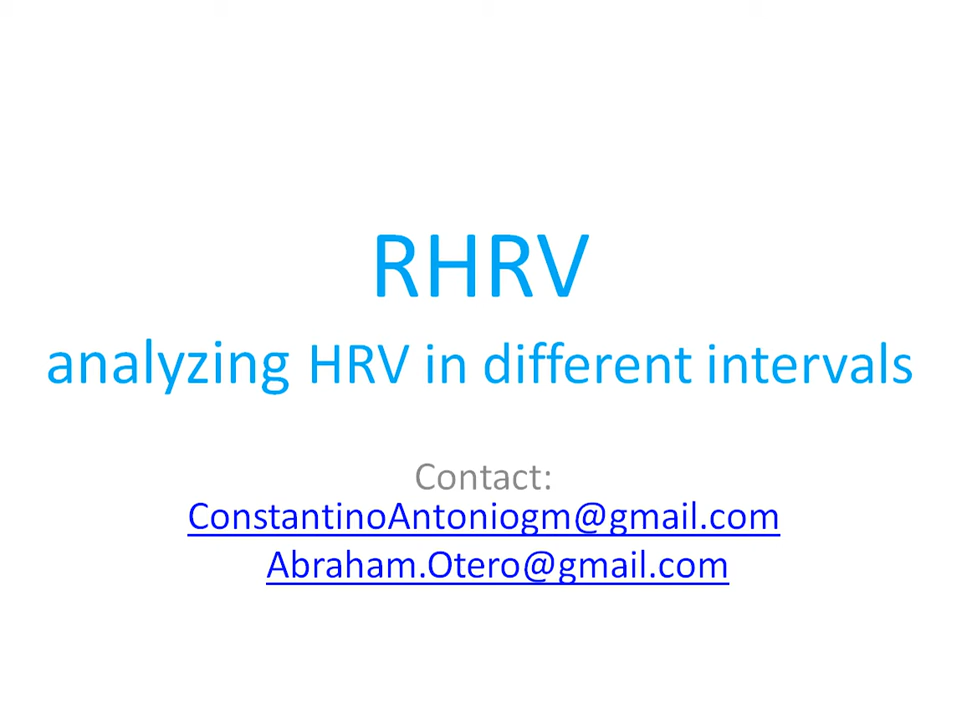 RHRV
analyzing HRV in different intervals
Contact:
ConstantinoAntoniogm@gmail.com
Abraham.Otero@gmail.com